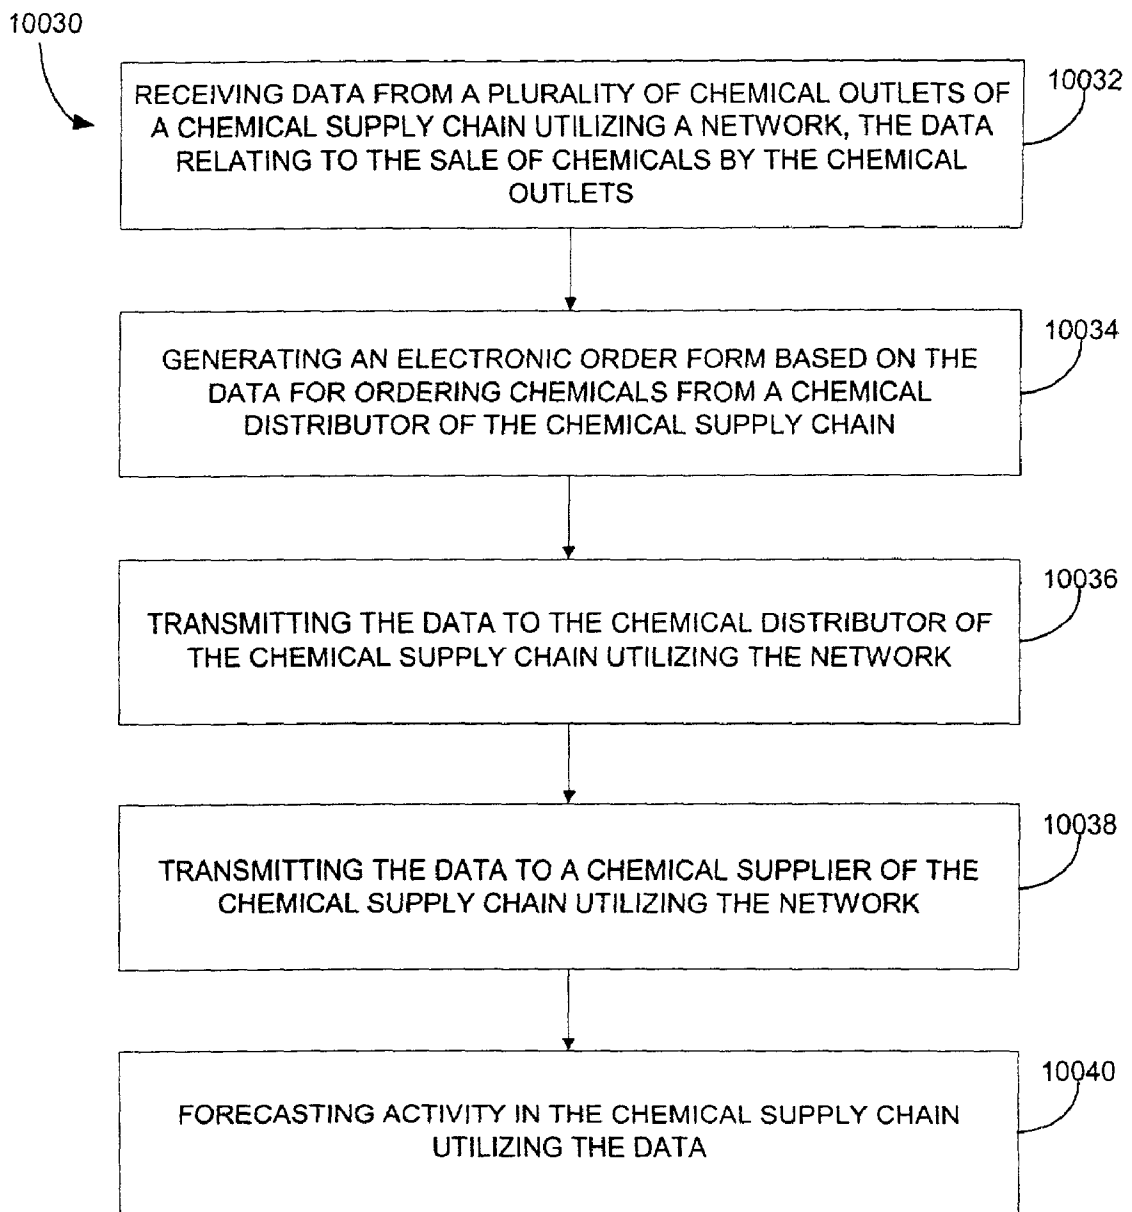 10030
RECEIVING DATA FROM A PLURALITY OF CHEMICAL OUTLETS OF
A CHEMICAL SUPPLY CHAIN UTILIZING A NETWORK, THE DATA
RELATING TO THE SALE OF CHEMICALS BY THE CHEMICAL
OUTLETS
10032
GENERATING AN ELECTRONIC ORDER FORM BASED ON THE
DATA FOR ORDERING CHEMICALS FROM A CHEMICAL
DISTRIBUTOR OF THE CHEMICAL SUPPLY CHAIN
10034
TRANSMITTING THE DATA TO THE CHEMICAL DISTRIBUTOR OF
THE CHEMICAL SUPPLY CHAIN UTILIZING THE NETWORK
10036
TRANSMITTING THE DATA TO A CHEMICAL SUPPLIER OF THE
CHEMICAL SUPPLY CHAIN UTILIZING THE NETWORK
10038
FORECASTING ACTIVITY IN THE CHEMICAL SUPPLY CHAIN
UTILIZING THE DATA
10040